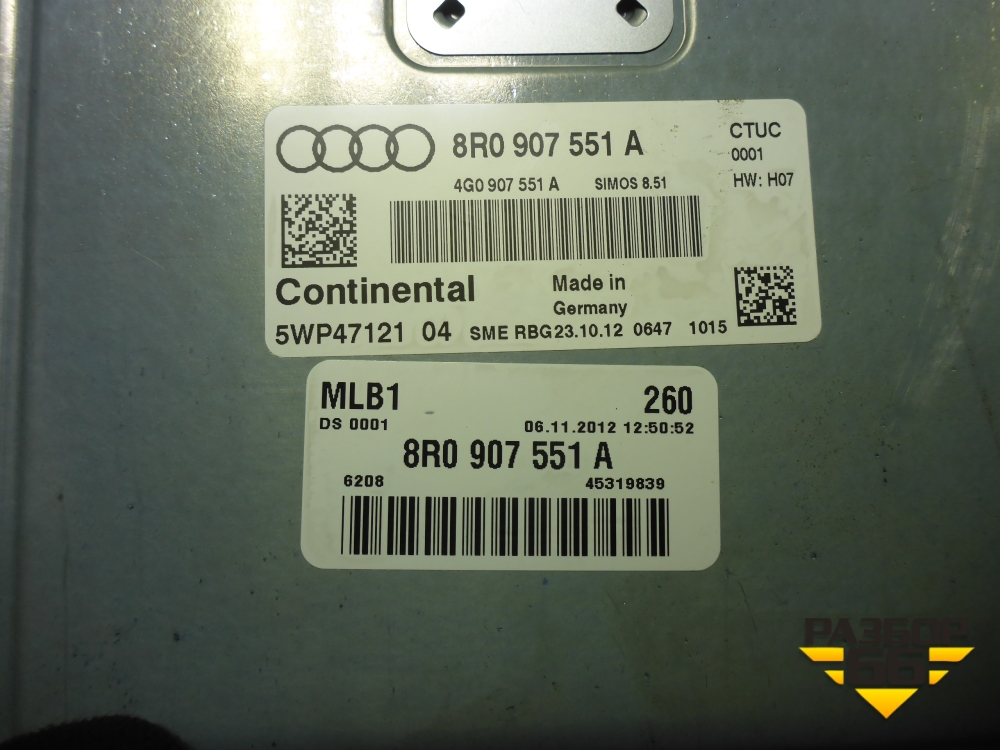 8R0 907 551 A
CTUC
0001
HW: H07
4G0 907 551 A SIMOS 8.51
Continental
Made in
Germany
5WP47121 04 SME RBG23.10.12 0647 1015
MLB1 260
DS 0001 06.11.2012 12:50:52
8R0 907 551 A
6208 45319839
РАЗБОР
66